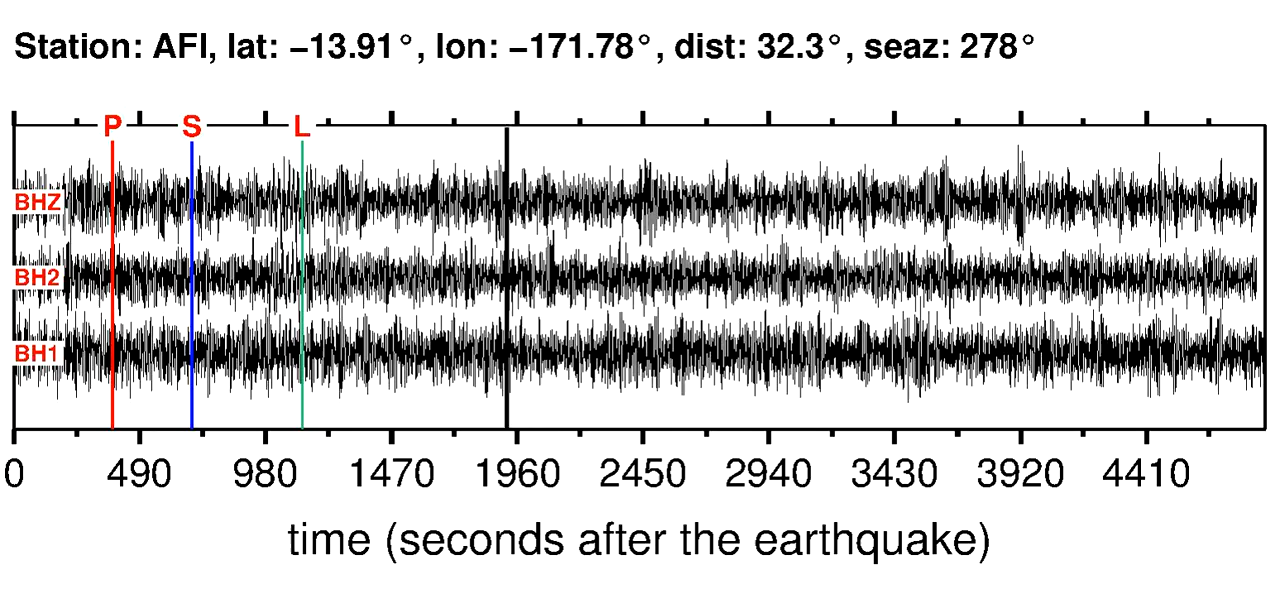 Station: AFI, lat: −13.91°, lon: −171.78°, dist: 32.3°, seaz: 278°
P S L
BHZ
BH2
BH1
0 490 980 1470 1960 2450 2940 3430 3920 4410
time (seconds after the earthquake)